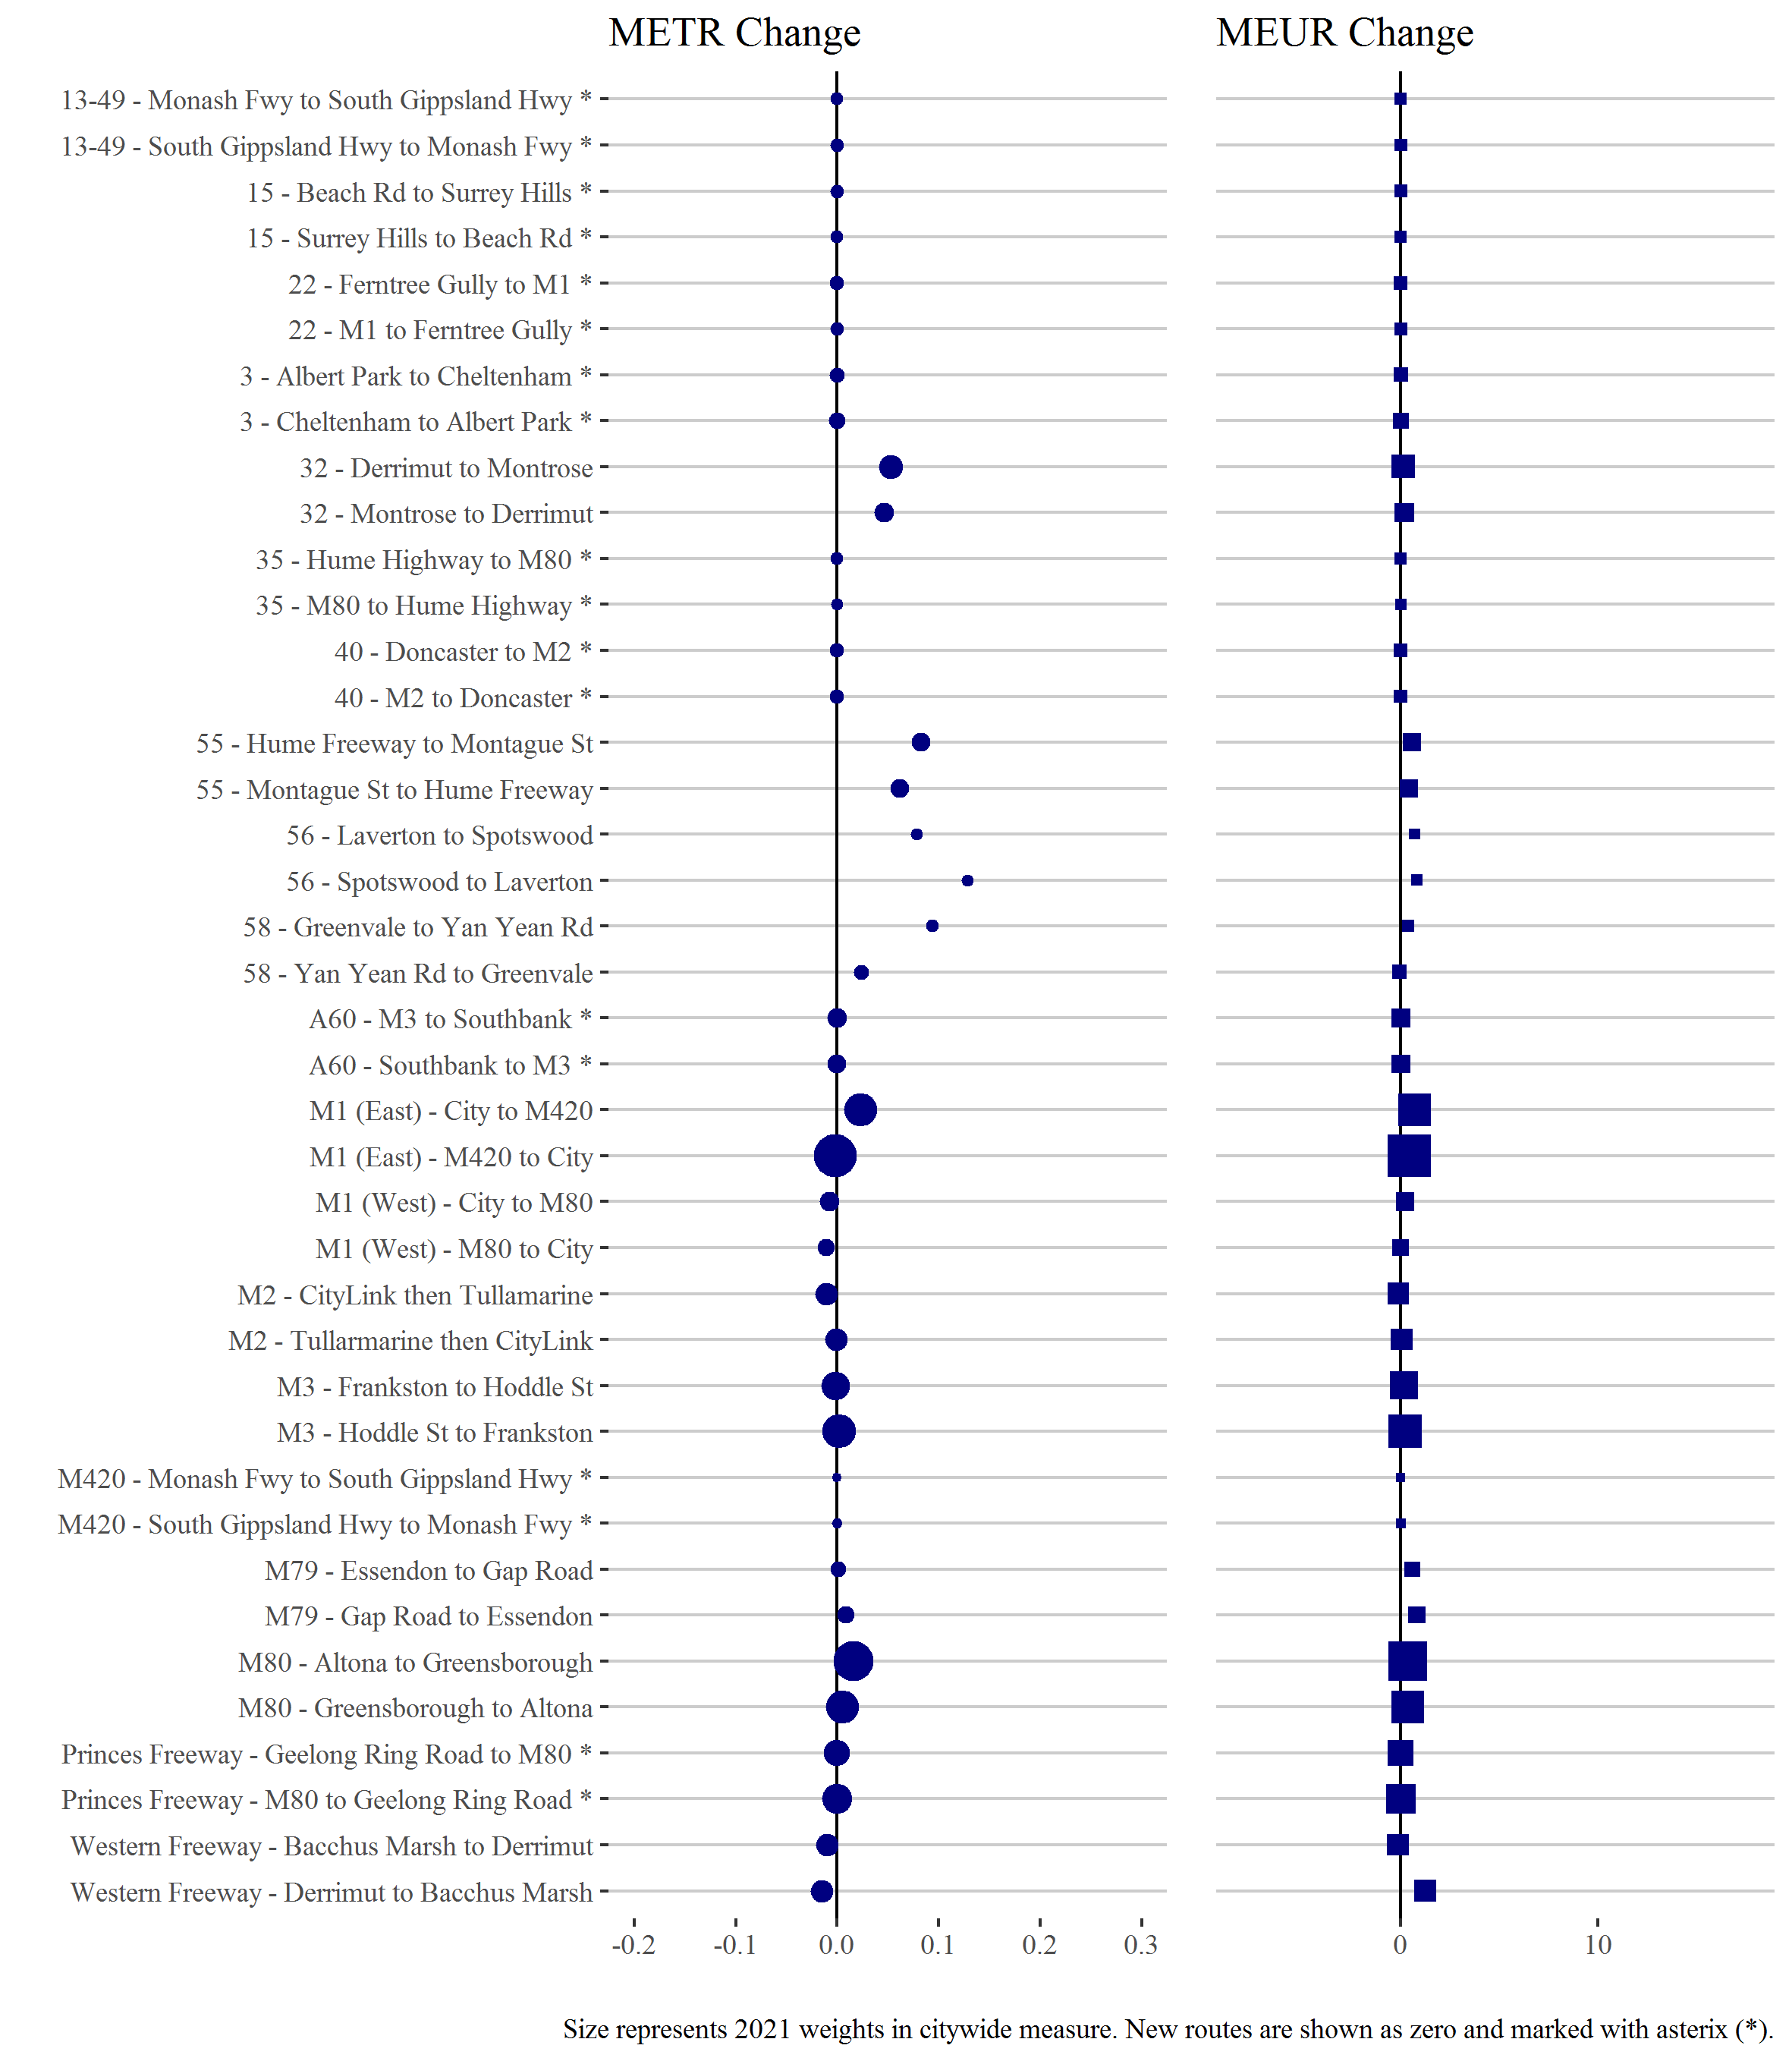 METR Change
MEUR Change
13-49 - Monash Fwy to South Gippsland Hwy *
13-49 - South Gippsland Hwy to Monash Fwy *
15 - Beach Rd to Surrey Hills *
15 - Surrey Hills to Beach Rd *
22 - Ferntree Gully to M1 *
22 - M1 to Ferntree Gully *
3 - Albert Park to Cheltenham *
3 - Cheltenham to Albert Park *
32 - Derrimut to Montrose
32 - Montrose to Derrimut
35 - Hume Highway to M80 *
35 - M80 to Hume Highway *
40 - Doncaster to M2 *
40 - M2 to Doncaster *
55 - Hume Freeway to Montague St
55 - Montague St to Hume Freeway
56 - Laverton to Spotswood
56 - Spotswood to Laverton
58 - Greenvale to Yan Yean Rd
58 - Yan Yean Rd to Greenvale
A60 - M3 to Southbank *
A60 - Southbank to M3 *
M1 (East) - City to M420
M1 (East) - M420 to City
M1 (West) - City to M80
M1 (West) - M80 to City
M2 - CityLink then Tullamarine
M2 - Tullarmarine then CityLink
M3 - Frankston to Hoddle St
M3 - Hoddle St to Frankston
M420 - Monash Fwy to South Gippsland Hwy *
M420 - South Gippsland Hwy to Monash Fwy *
M79 - Essendon to Gap Road
M79 - Gap Road to Essendon
M80 - Altona to Greensborough
M80 - Greensborough to Altona
Princes Freeway - Geelong Ring Road to M80 *
Princes Freeway - M80 to Geelong Ring Road *
Western Freeway - Bacchus Marsh to Derrimut
Western Freeway - Derrimut to Bacchus Marsh
-0.2 -0.1 0.0 0.1 0.2 0.3
0 10
Size represents 2021 weights in citywide measure. New routes are shown as zero and marked with asterix (*).